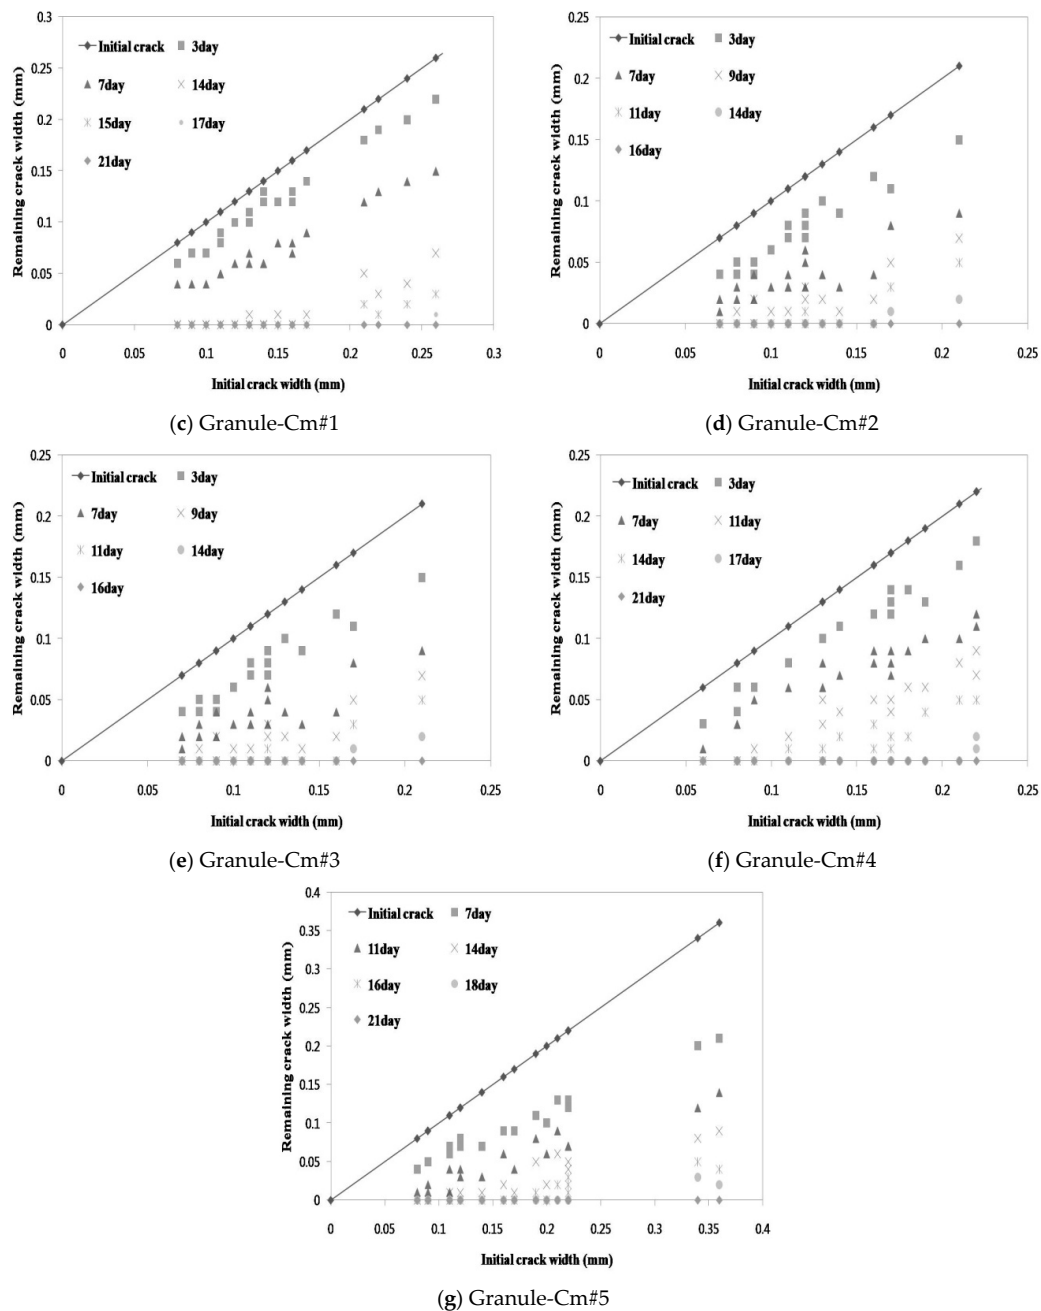 0.3
0.25
0.2
0.15
0.1
0.05
0
0 0.05 0.1 0.15 0.2 0.25 0.3
Remaining crack width (mm)
Initial crack width (mm)
Initial crack 3day
7day 14day
15day 17day
21day
(c) Granule-Cm#1
0.25
0.2
0.15
0.1
0.05
0
0 0.05 0.1 0.15 0.2 0.25
Remaining crack width (mm)
Initial crack width (mm)
Initial crack 3day
7day 9day
11day 14day
16day
(d) Granule-Cm#2
0.25
0.2
0.15
0.1
0.05
0
0 0.05 0.1 0.15 0.2 0.25
Remaining crack width (mm)
Initial crack width (mm)
Initial crack 3day
7day 9day
11day 14day
16day
(e) Granule-Cm#3
0.25
0.2
0.15
0.1
0.05
0
0 0.05 0.1 0.15 0.2 0.25
Remaining crack width (mm)
Initial crack width (mm)
Initial crack 3day
7day 11day
14day 17day
21day
(f) Granule-Cm#4
0.4
0.35
0.3
0.25
0.2
0.15
0.1
0.05
0
0 0.05 0.1 0.15 0.2 0.25 0.3 0.35 0.4
Remaining crack width (mm)
Initial crack width (mm)
Initial crack 7day
11day 14day
16day 18day
21day
(g) Granule-Cm#5